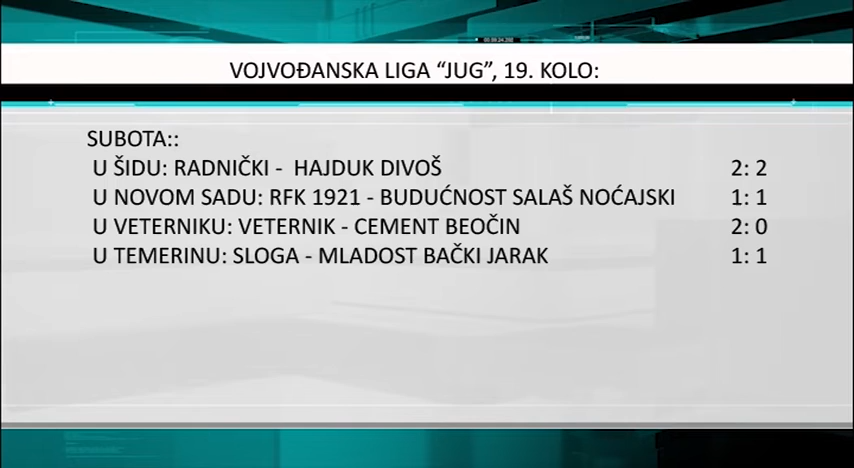 VOJVOĐANSKA LIGA “JUG”, 19. KOLO:
SUBOTA::
U ŠIDU: RADNIČKI - HAJDUK DIVOŠ 2: 2
U NOVOM SADU: RFK 1921 - BUDUĆNOST SALAŠ NOĆAJSKI 1: 1
U VETERNIKU: VETERNIK - CEMENT BEOČIN 2: 0
U TEMERINU: SLOGA - MLADOST BAČKI JARAK 1: 1